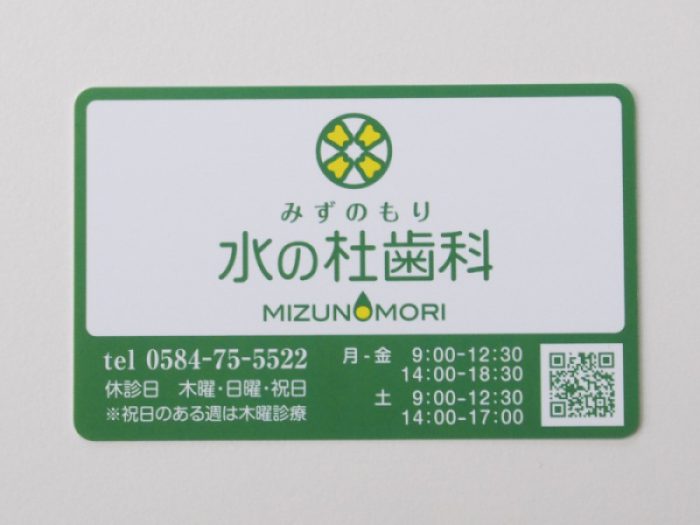 みずのもり
水の杜歯科
MIZUNOMORI
tel 0584-75-5522
休診日　木曜・日曜・祝日
※祝日のある週は木曜診療
月-金　9:00-12:30
14:00-18:30
土　9:00-12:30
14:00-17:00